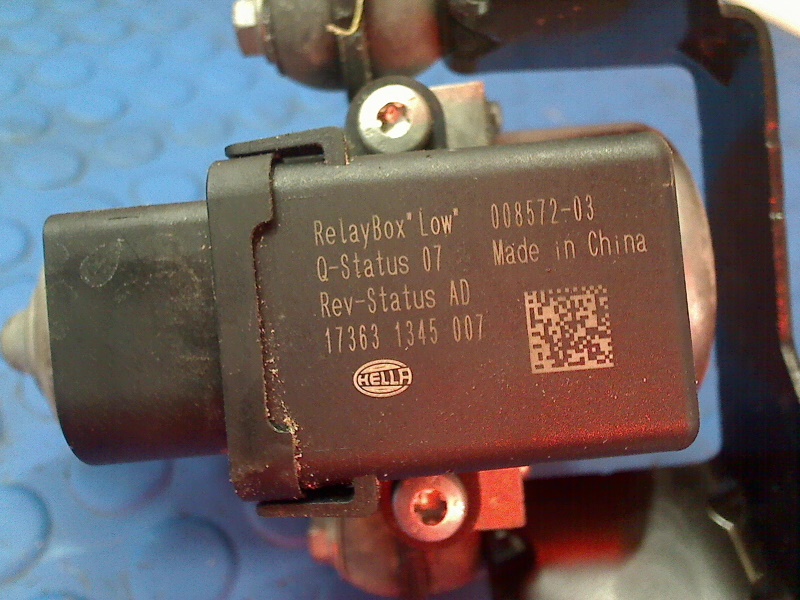 RelayBox"Low" 008572-03
Q-Status 07 Made in China
Rev-Status AD
17363 1345 007
HELLA